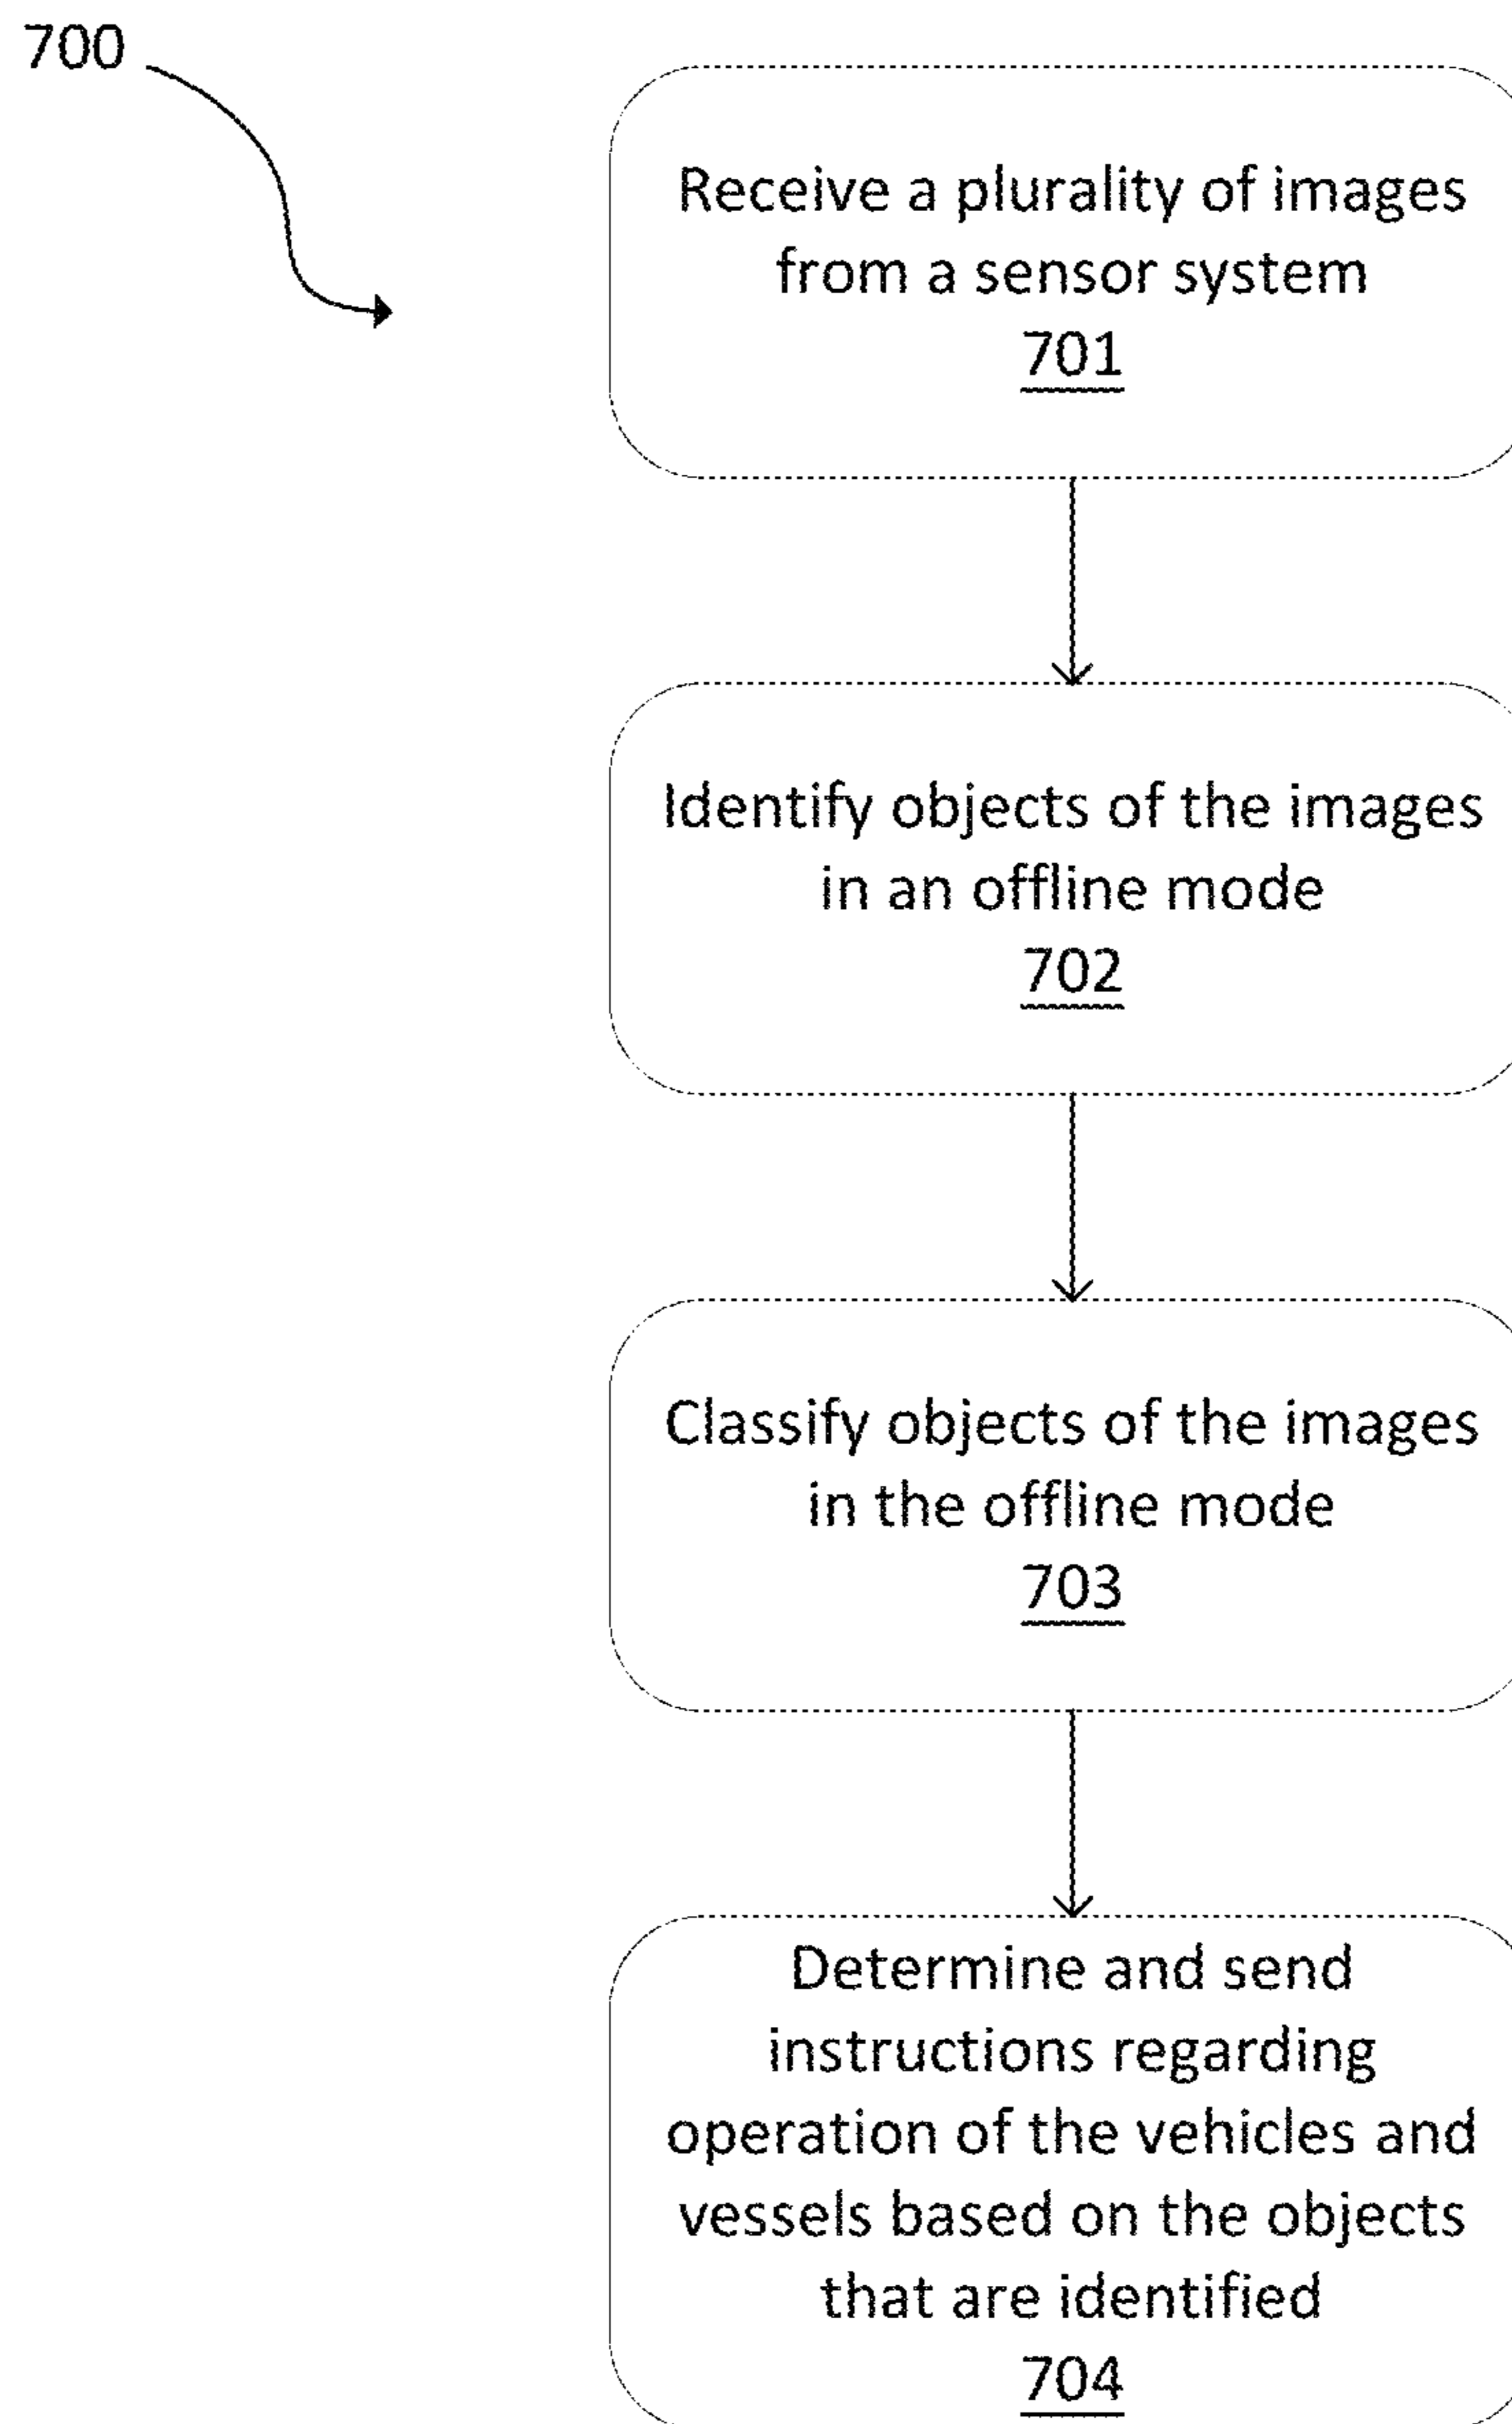 700
Receive a plurality of images
from a sensor system
701
Identify objects of the images
in an offline mode
702
Classify objects of the images
in the offline mode
703
Determine and send
instructions regarding
operation of the vehicles and
vessels based on the objects
that are identified
704